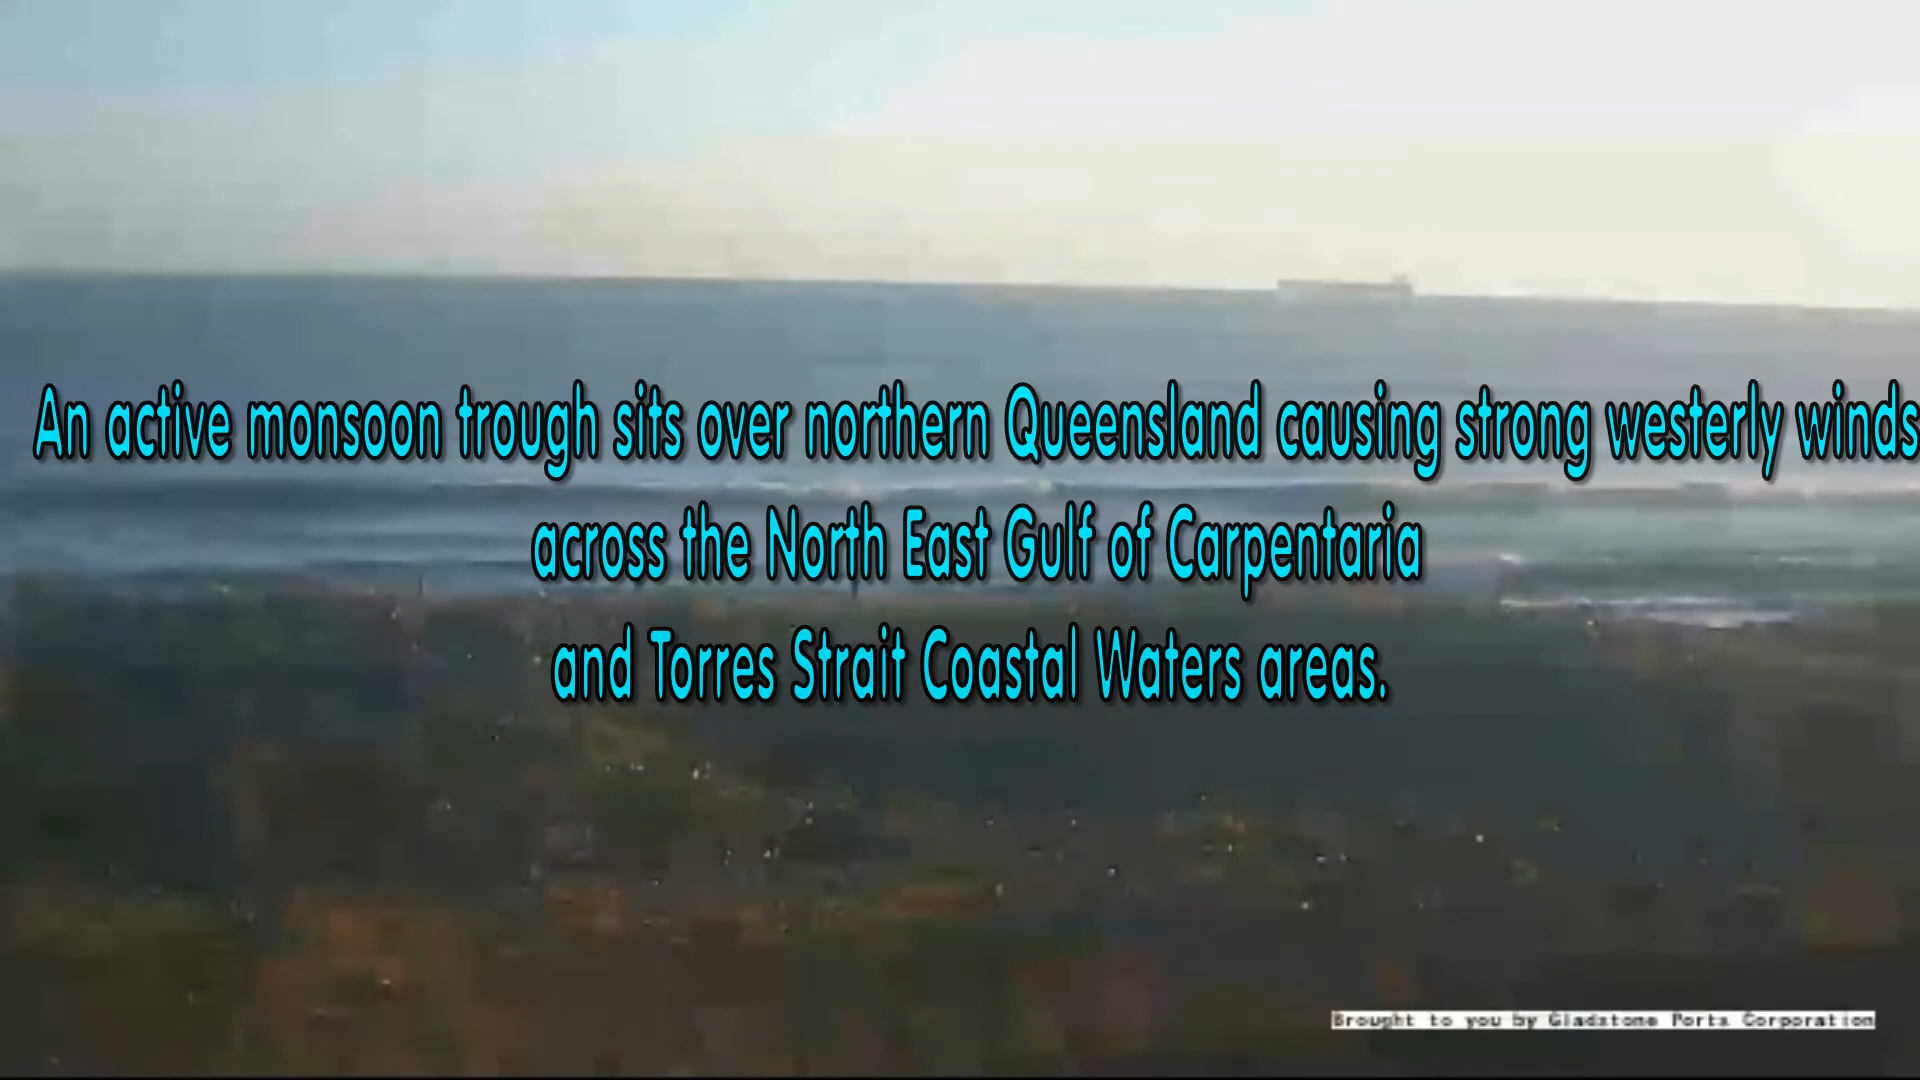 An active monsoon trough sits over northern Queensland causing strong westerly winds
across the North East Gulf of Carpentaria
and Torres Strait Coastal Waters areas.
Brought to you by Gladstone Ports Corporation